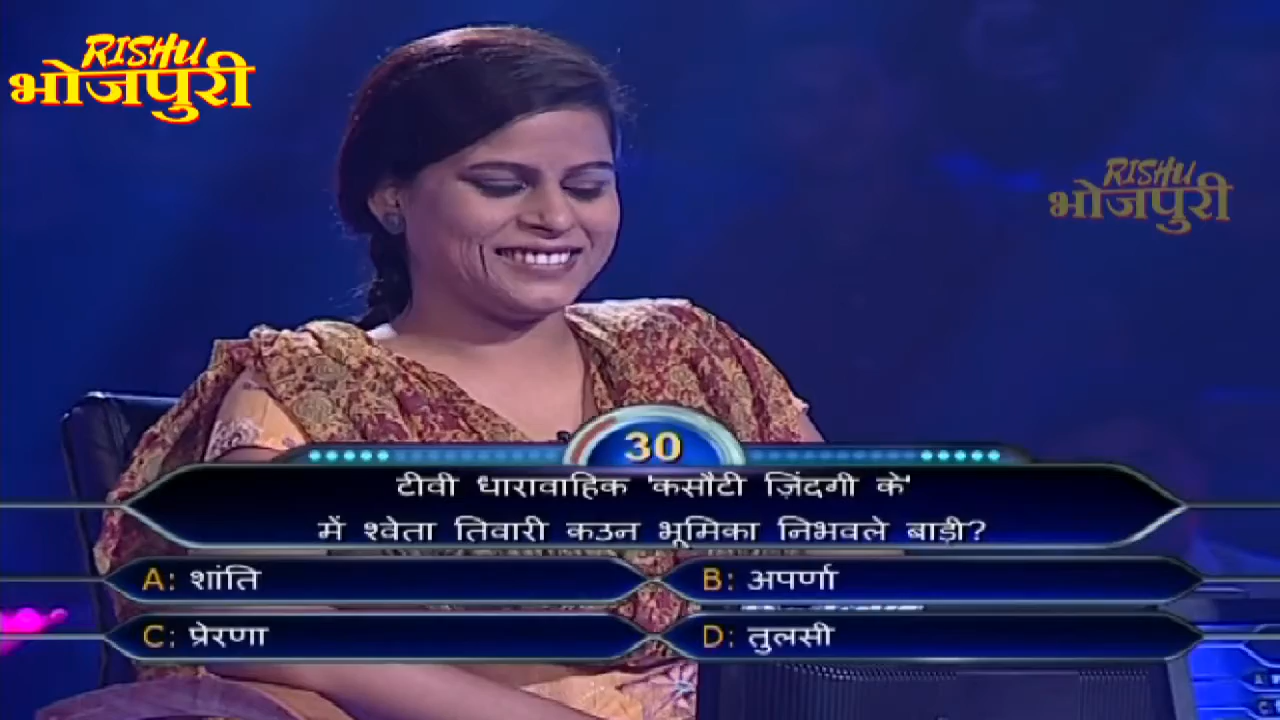 RISHU
भोजपुरी
RISHU
भोजपुरी
30
टीवी धारावाहिक 'कसौटी ज़िंदगी के'
में श्वेता तिवारी कउन भूमिका निभवले बाड़ी?
A: शांति
B: अपर्णा
C: प्रेरणा
D: तुलसी